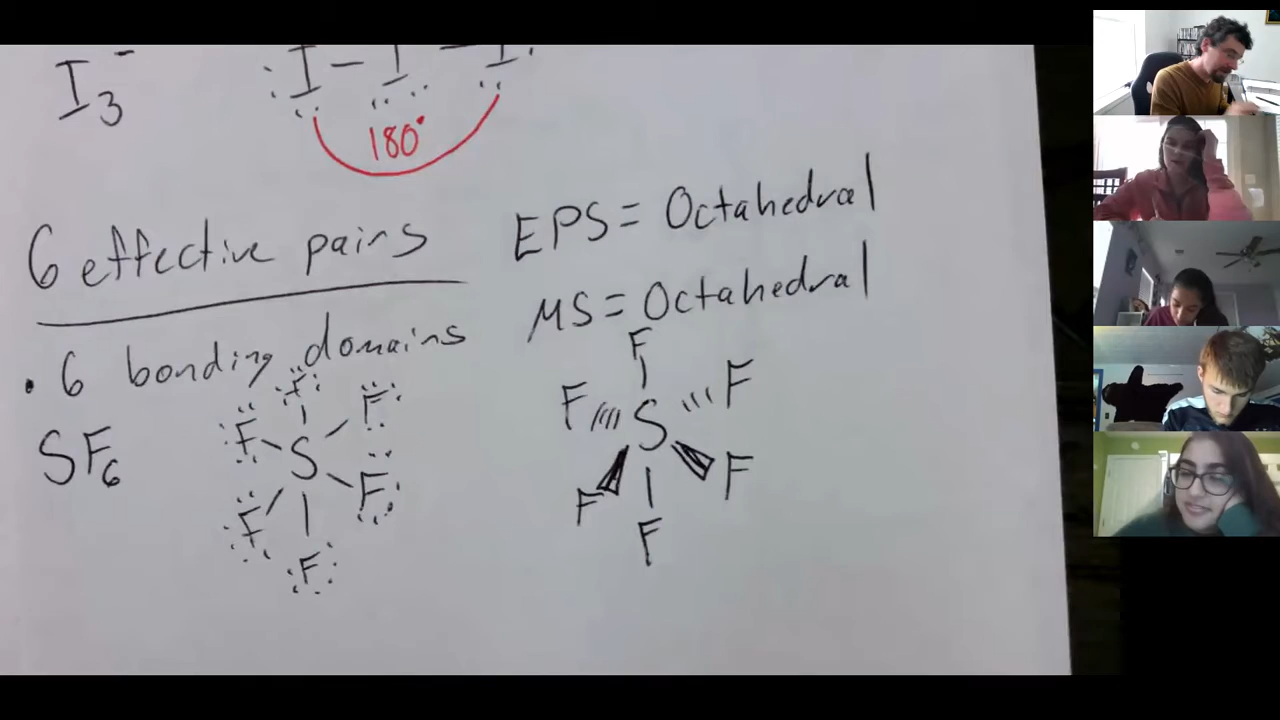 I3-
I-I-I
180°
6 effective pairs
EPS = Octahedral
. 6 bonding domains
MS = Octahedral
SF6
F
F F
S
F F
F
F
F F
S
F F
F